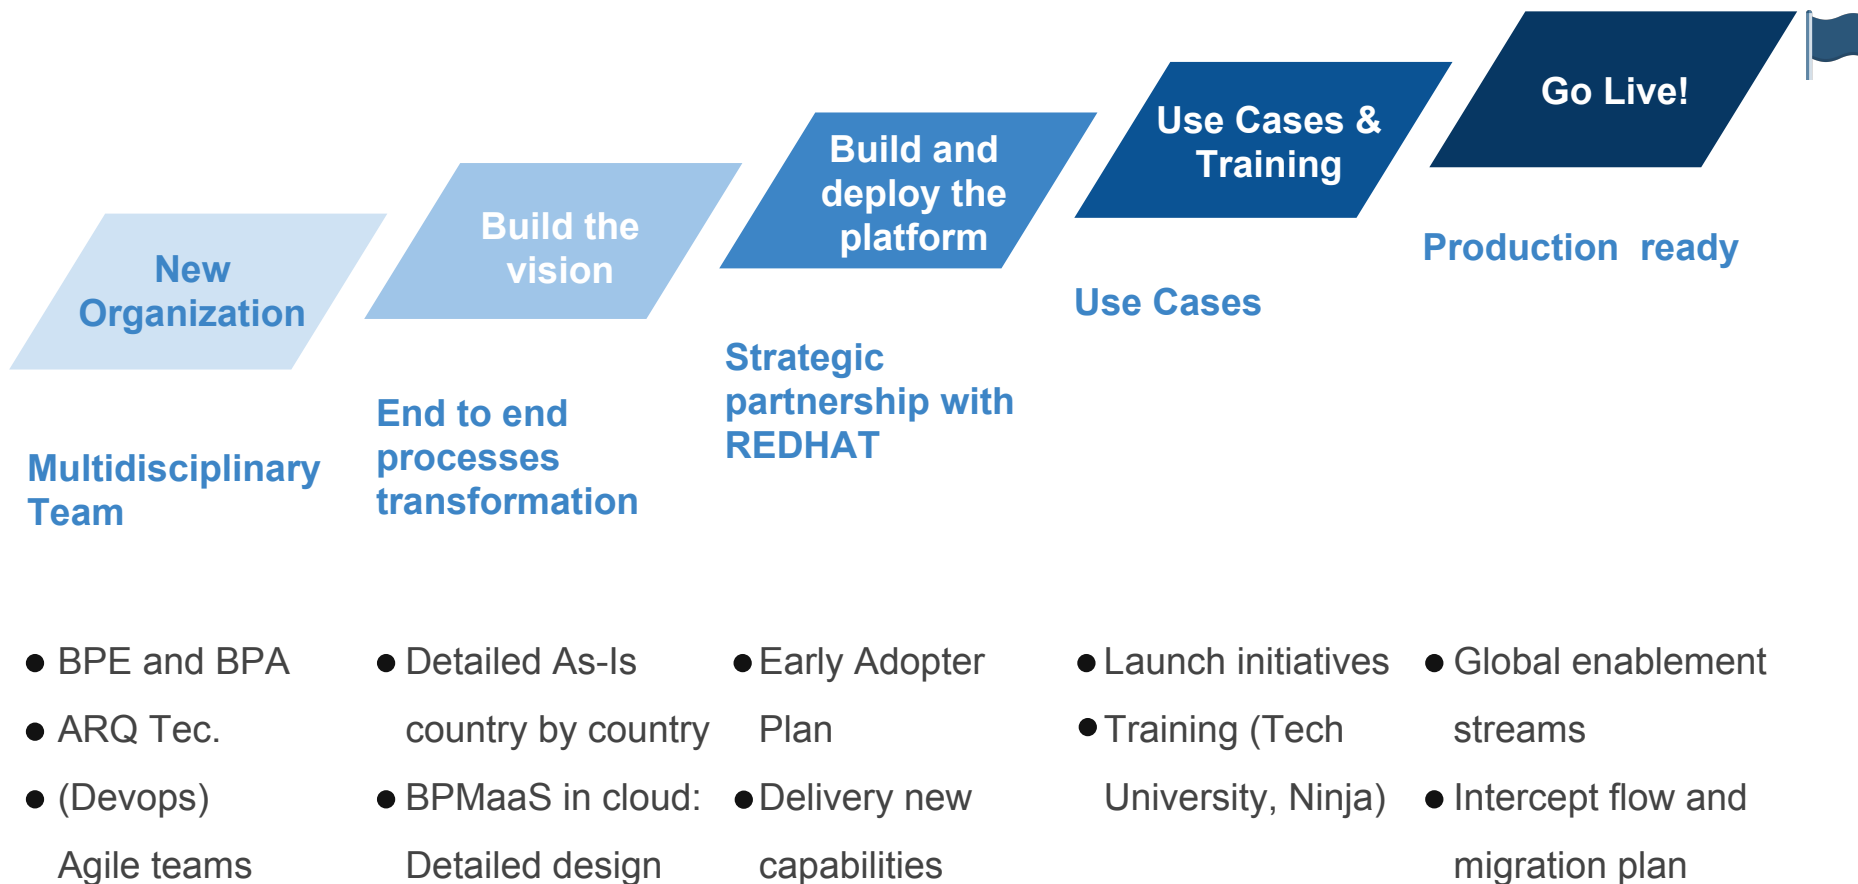 New
Organization
Multidisciplinary
Team
● BPE and BPA
● ARQ Tec.
● (Devops)
Agile teams
Build the
vision
End to end
processes
transformation
● Detailed As-Is
country by country
● BPMaaS in cloud:
Detailed design
Build and
deploy the
platform
Strategic
partnership with
REDHAT
● Early Adopter
Plan
● Delivery new
capabilities
Use Cases &
Training
Use Cases
● Launch initiatives
● Training (Tech
University, Ninja)
Go Live!
Production ready
● Global enablement
streams
● Intercept flow and
migration plan